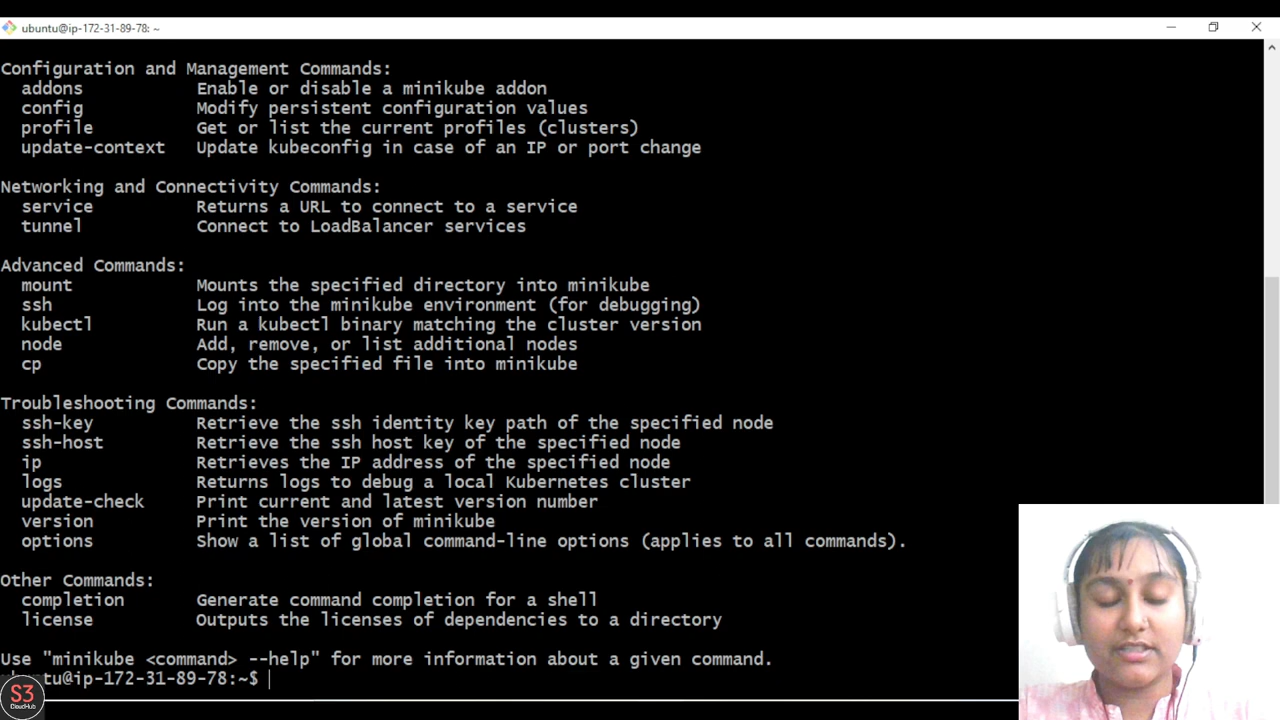 ubuntu@ip-172-31-89-78: ~
Configuration and Management Commands:
addons Enable or disable a minikube addon
config Modify persistent configuration values
profile Get or list the current profiles (clusters)
update-context Update kubeconfig in case of an IP or port change
Networking and Connectivity Commands:
service Returns a URL to connect to a service
tunnel Connect to LoadBalancer services
Advanced Commands:
mount Mounts the specified directory into minikube
ssh Log into the minikube environment (for debugging)
kubectl Run a kubectl binary matching the cluster version
node Add, remove, or list additional nodes
cp Copy the specified file into minikube
Troubleshooting Commands:
ssh-key Retrieve the ssh identity key path of the specified node
ssh-host Retrieve the ssh host key of the specified node
ip Retrieves the IP address of the specified node
logs Returns logs to debug a local Kubernetes cluster
update-check Print current and latest version number
version Print the version of minikube
options Show a list of global command-line options (applies to all commands).
Other Commands:
completion Generate command completion for a shell
license Outputs the licenses of dependencies to a directory
Use "minikube <command> --help" for more information about a given command.
ubuntu@ip-172-31-89-78:~$
S3
CloudHub